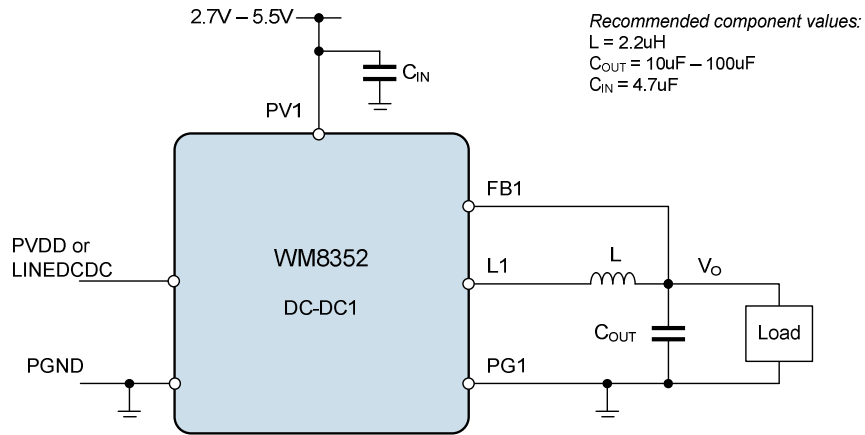 2.7V – 5.5V
Recommended component values:
L = 2.2uH
COUT = 10uF – 100uF
CIN = 4.7uF
CIN
PV1
FB1
PVDD or
LINEDCDC
WM8352
DC-DC1
L1
L
VO
COUT
Load
PGND
PG1